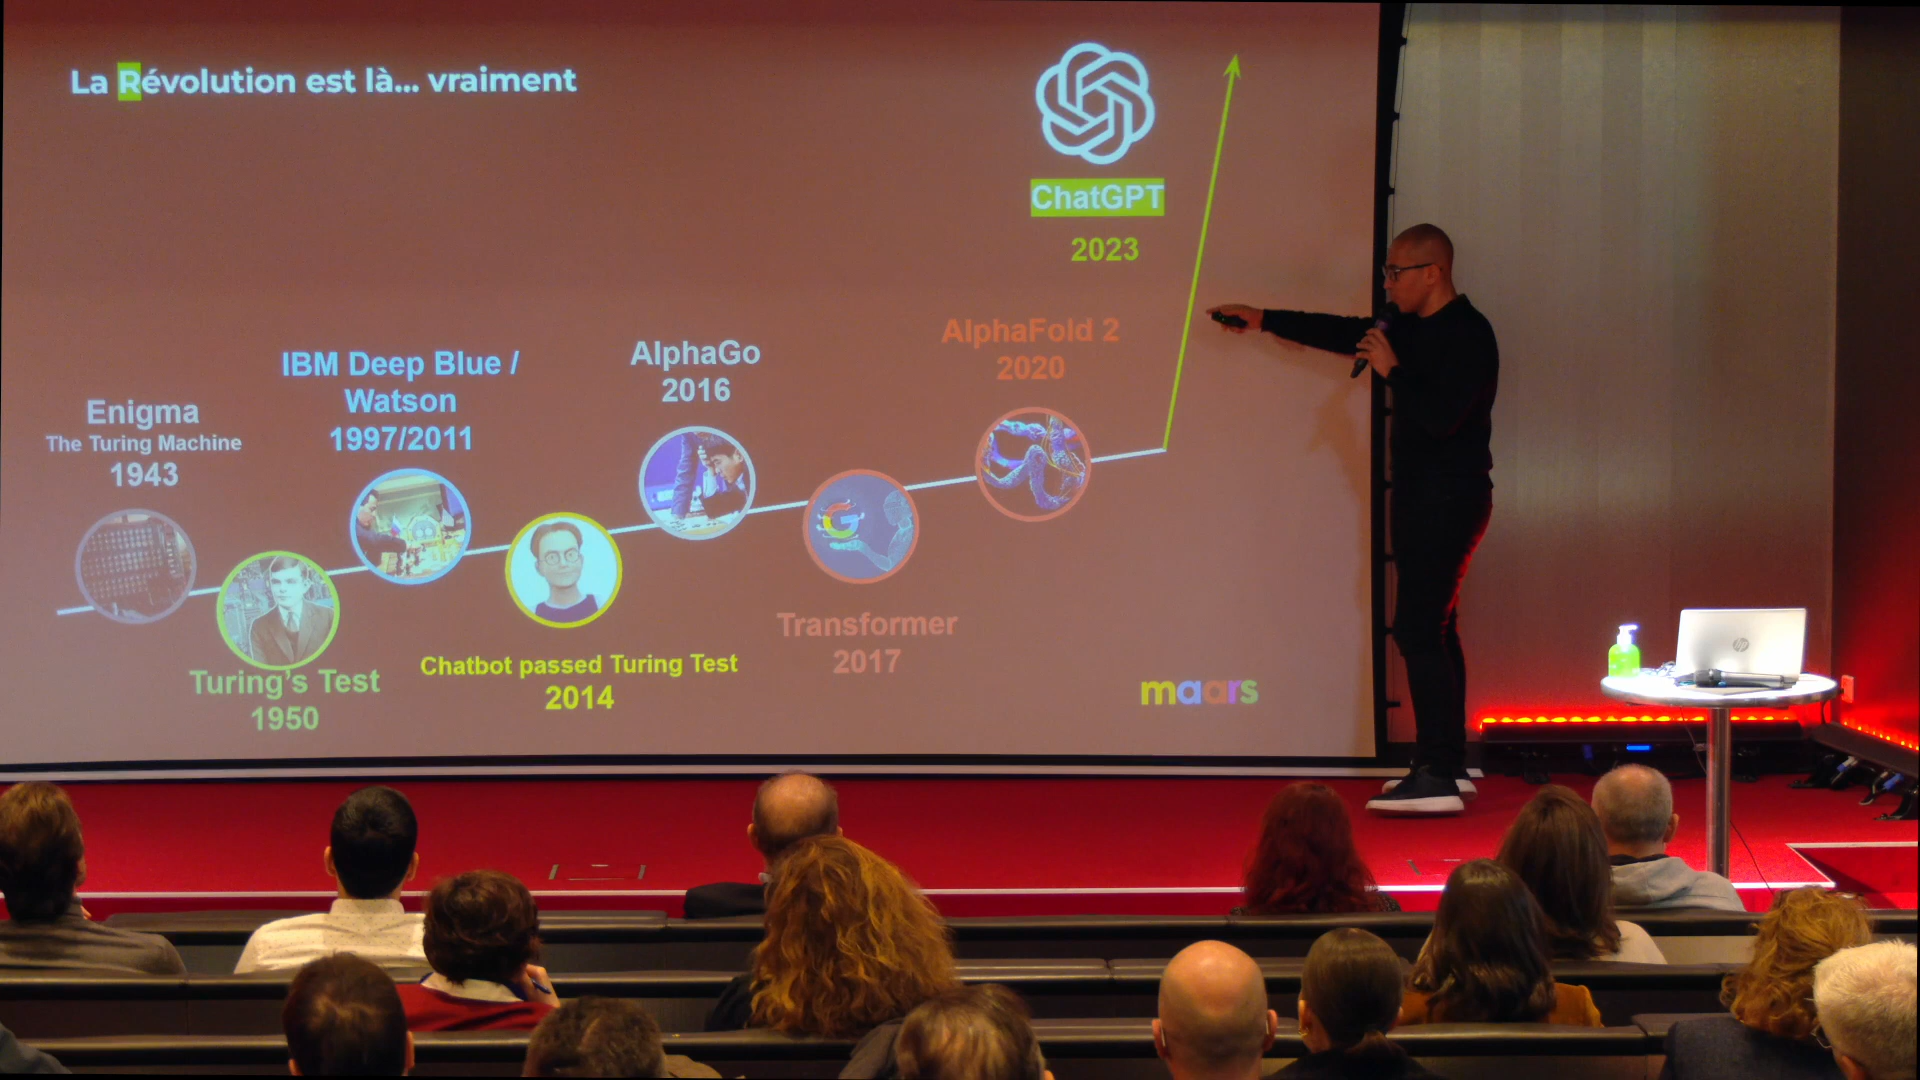 La Révolution est là... vraiment
ChatGPT
2023
AlphaFold 2
2020
AlphaGo
2016
IBM Deep Blue /
Watson
1997/2011
Enigma
The Turing Machine
1943
Turing's Test
1950
Chatbot passed Turing Test
2014
Transformer
2017
G
maars
hp